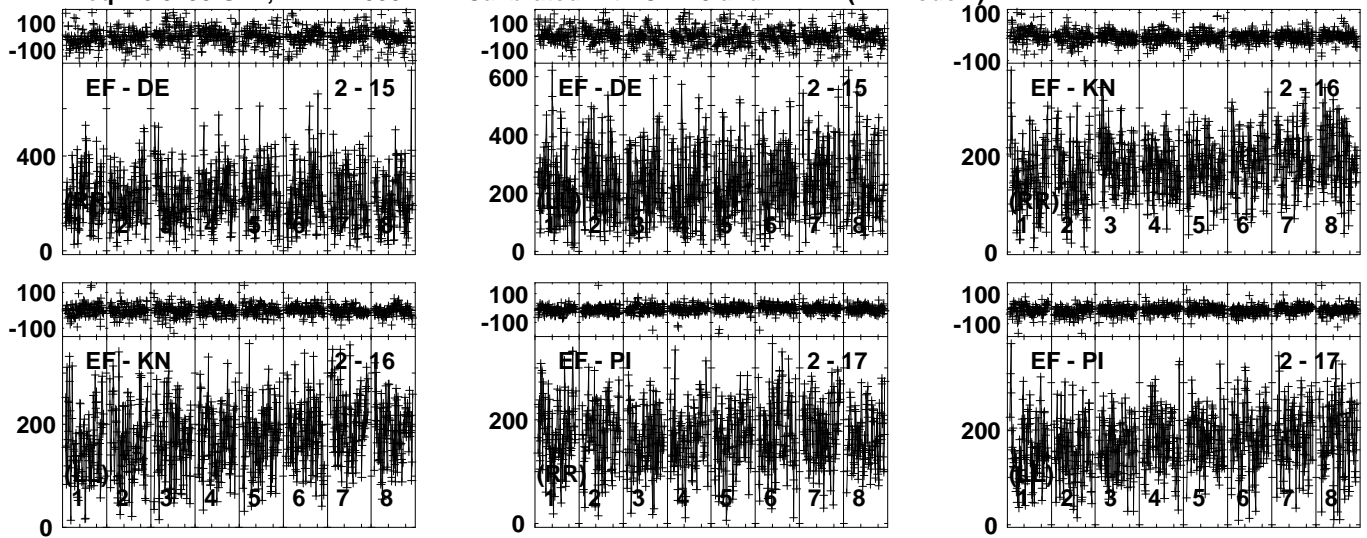 100 100 100
-100 -100 -100
EF - DE 2 - 15 600 EF - DE 2 - 15 EF - KN 2 - 16
400 400 200
200
(RR)
1 2 3 4 5 6 7 8 1 2 3 4 5 6 7 8 1 2 3 4 5 6 7 8
0 0 0
100 100 100
-100 -100 -100
EF - KN 2 - 16 EF - PI 2 - 17 EF - PI 2 - 17
200 200 200
(LL) (RR) (LL)
1 2 3 4 5 6 7 8 1 2 3 4 5 6 7 8 1 2 3 4 5 6 7 8
0 0 0